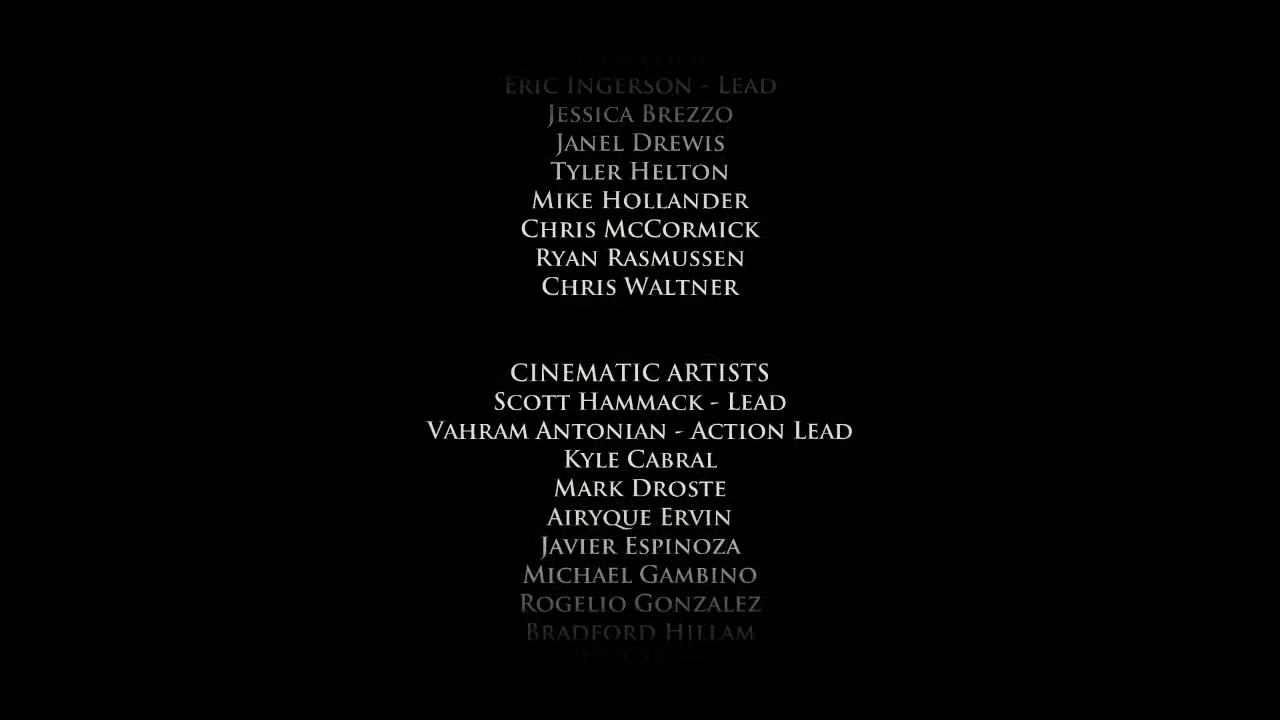 Eric Ingerson - Lead
Jessica Brezzo
Janel Drewis
Tyler Helton
Mike Hollander
Chris McCormick
Ryan Rasmussen
Chris Waltner
CINEMATIC ARTISTS
Scott Hammack - Lead
Vahram Antonian - Action Lead
Kyle Cabral
Mark Droste
Airyque Ervin
Javier Espinoza
Michael Gambino
Rogelio Gonzalez
Bradford Hillam